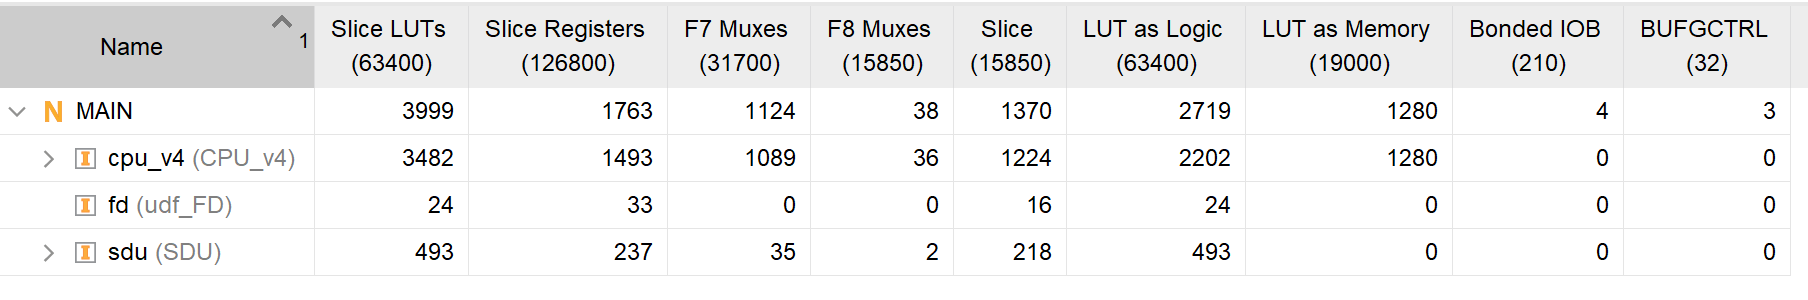 Name 1 Slice LUTs (63400) Slice Registers (126800) F7 Muxes (31700) F8 Muxes (15850) Slice (15850) LUT as Logic (63400) LUT as Memory (19000) Bonded IOB (210) BUFGCTRL (32)
N MAIN 3999 1763 1124 38 1370 2719 1280 4 3
I cpu_v4 (CPU_v4) 3482 1493 1089 36 1224 2202 1280 0 0
I fd (udf_FD) 24 33 0 0 16 24 0 0 0
I sdu (SDU) 493 237 35 2 218 493 0 0 0